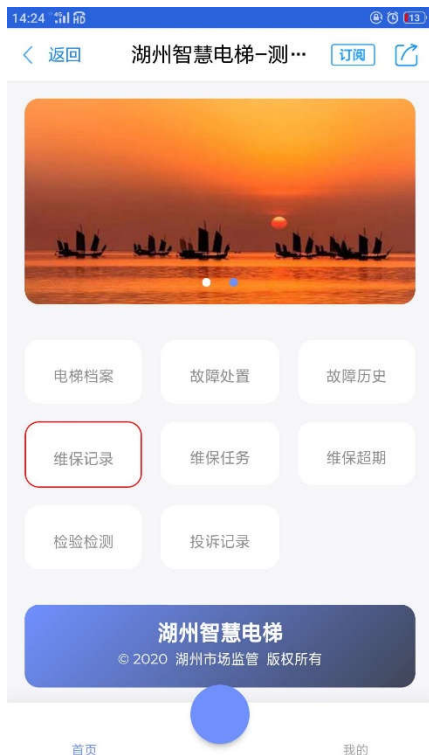 14:24 4G HD 13
返回 湖州智慧电梯-测… 订阅
电梯档案 故障处置 故障历史
维保记录 维保任务 维保超期
检验检测 投诉记录
湖州智慧电梯
© 2020 湖州市场监管 版权所有
首页 我的